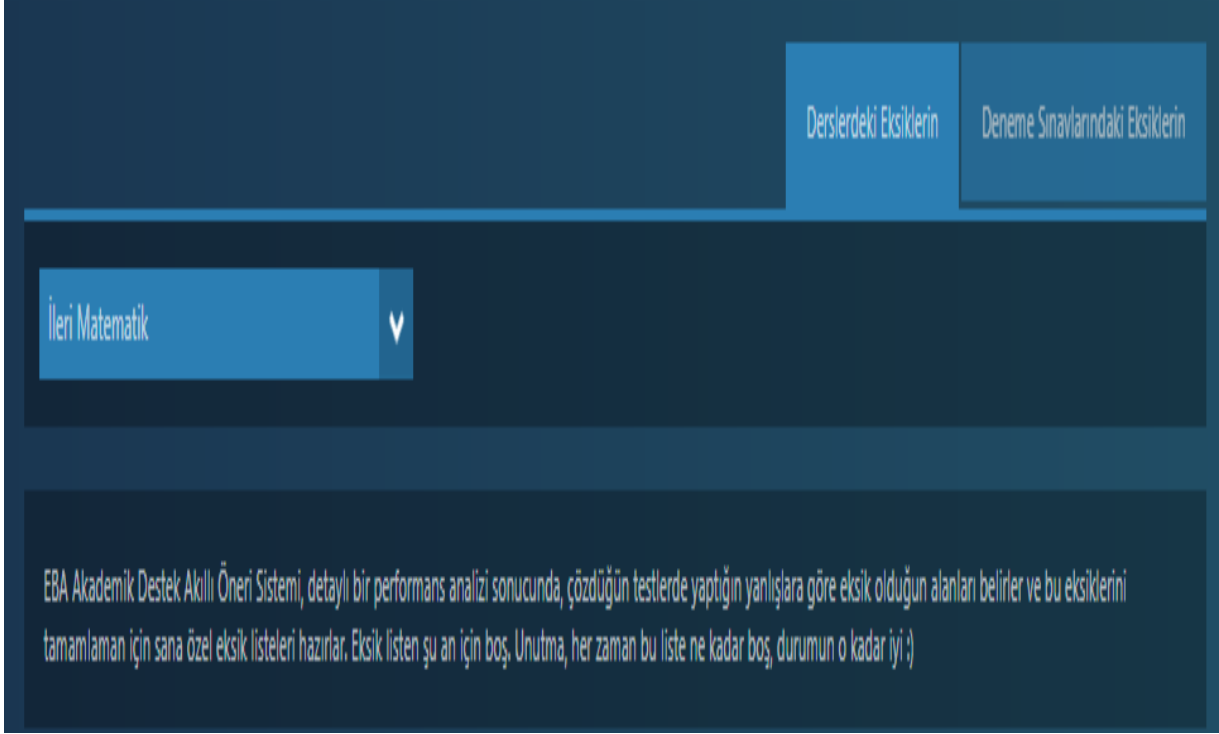 Derslerdeki Eksiklerin
Deneme Sınavlarındaki Eksiklerin
İleri Matematik
EBA Akademik Destek Akıllı Öneri Sistemi, detaylı bir performans analizi sonucunda, çözdüğün testlerde yaptığın yanlışlara göre eksik olduğun alanları belirler ve bu eksiklerini
tamamlaman için sana özel eksik listeleri hazırlar. Eksik listen şu an için boş. Unutma, her zaman bu liste ne kadar boş, durumun o kadar iyi :)